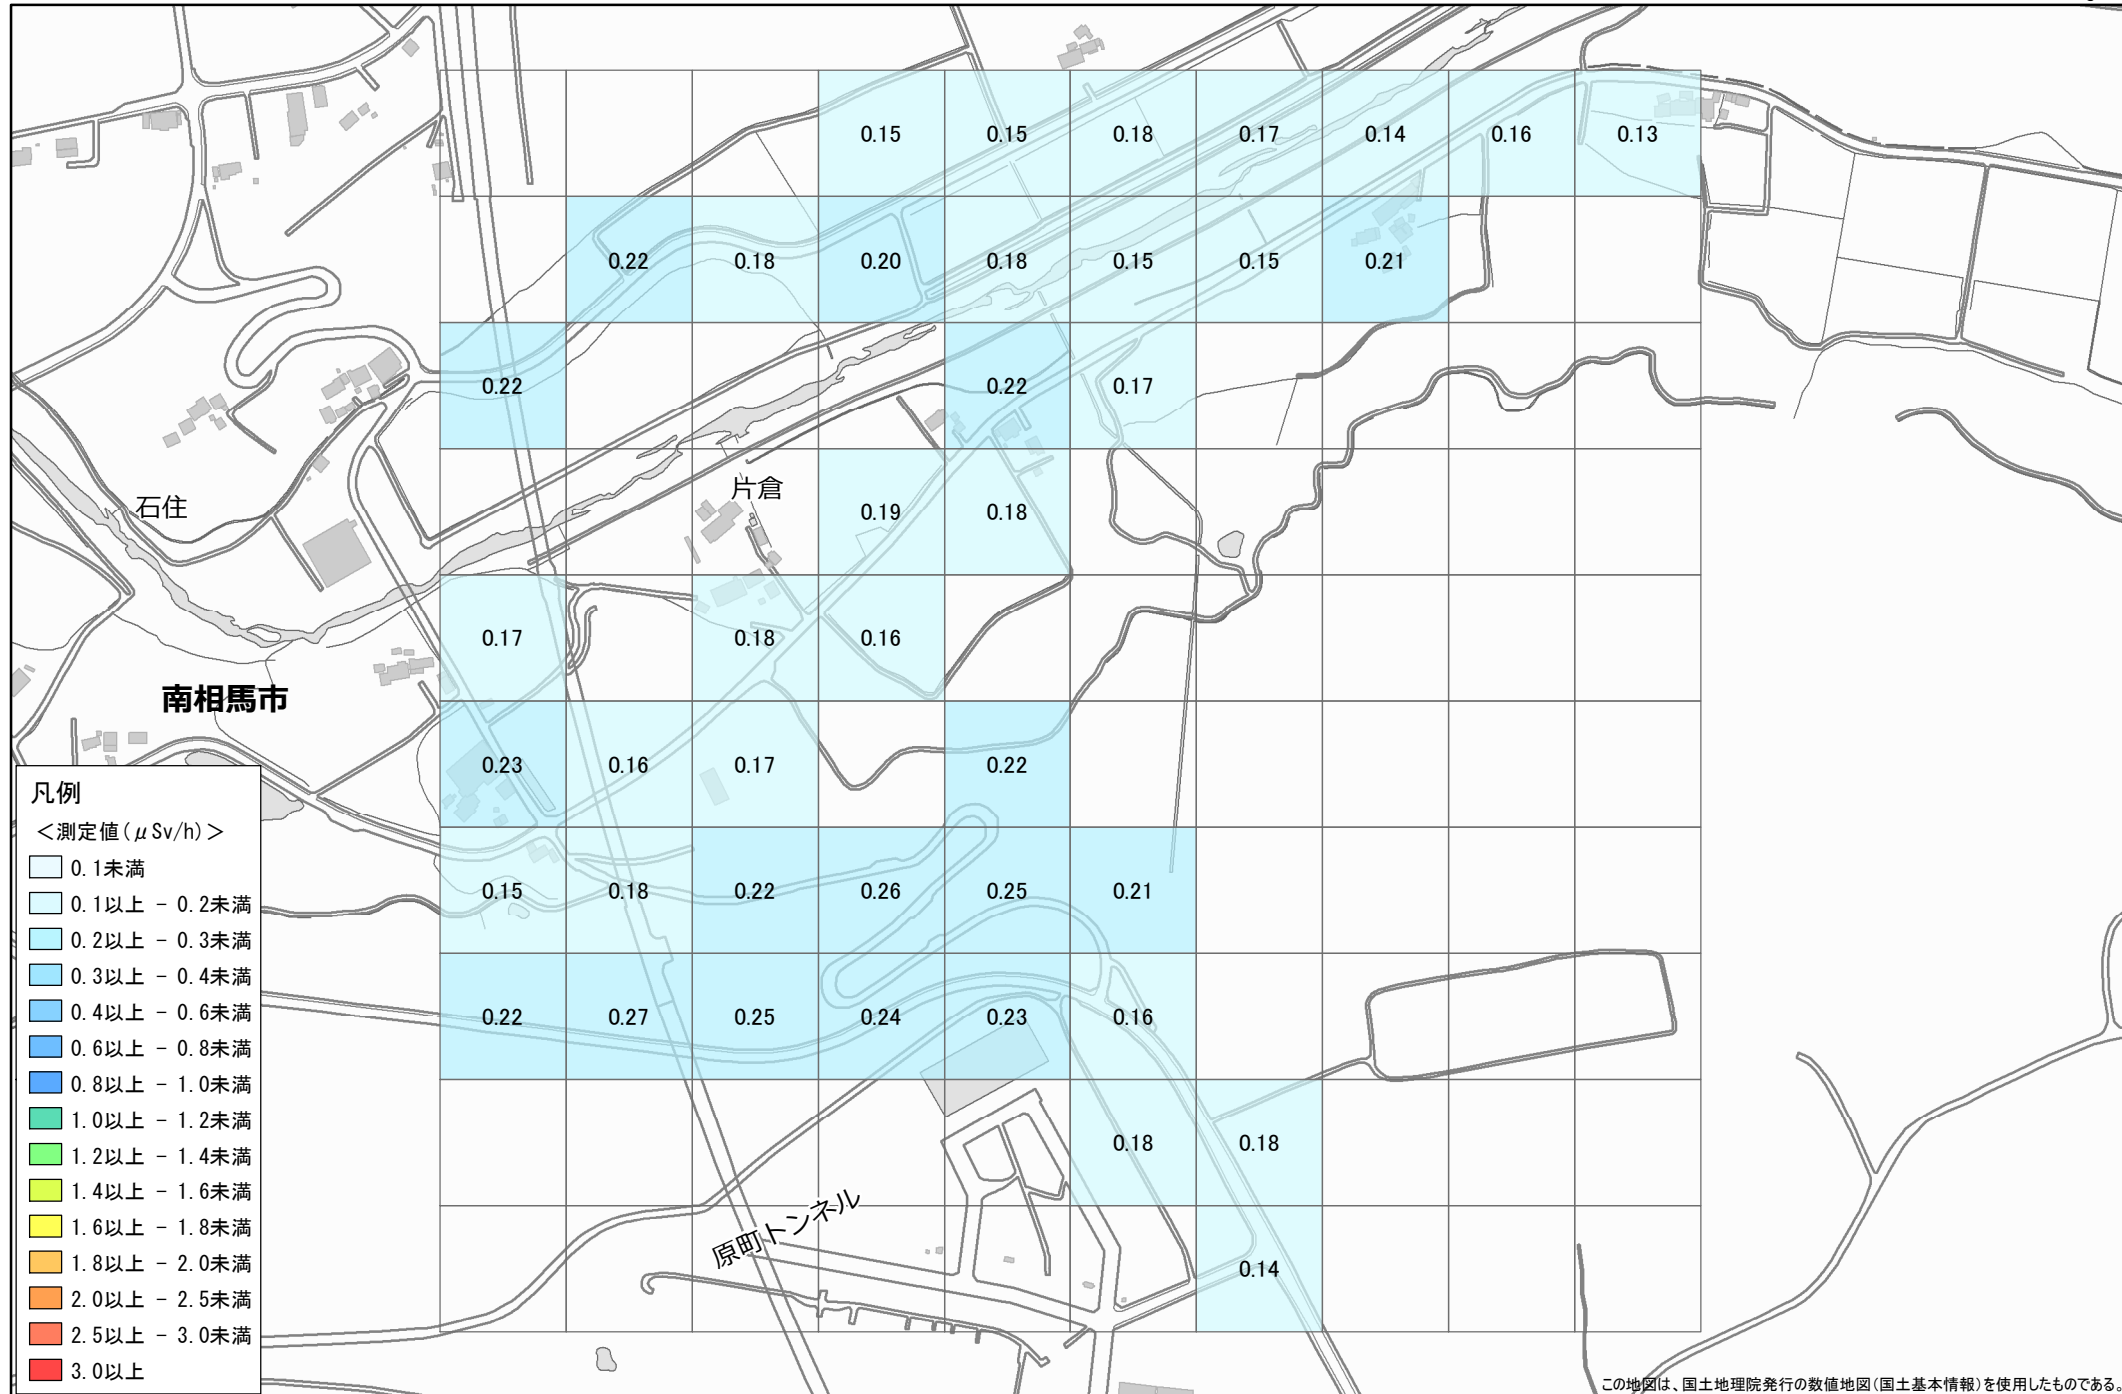 0.15 0.15 0.18 0.17 0.14 0.16 0.13
0.22 0.18 0.20 0.18 0.15 0.15 0.21
0.22 0.22 0.17
片倉
石住
0.19 0.18
0.17 0.18 0.16
南相馬市
0.23 0.16 0.17 0.22
0.15 0.18 0.22 0.26 0.25 0.21
0.22 0.27 0.25 0.24 0.23 0.16
0.18 0.18
原町トンネル
0.14
凡例
＜測定値(μSv/h)＞
0.1未満
0.1以上 - 0.2未満
0.2以上 - 0.3未満
0.3以上 - 0.4未満
0.4以上 - 0.6未満
0.6以上 - 0.8未満
0.8以上 - 1.0未満
1.0以上 - 1.2未満
1.2以上 - 1.4未満
1.4以上 - 1.6未満
1.6以上 - 1.8未満
1.8以上 - 2.0未満
2.0以上 - 2.5未満
2.5以上 - 3.0未満
3.0以上
この地図は、国土地理院発行の数値地図(国土基本情報)を使用したものである。